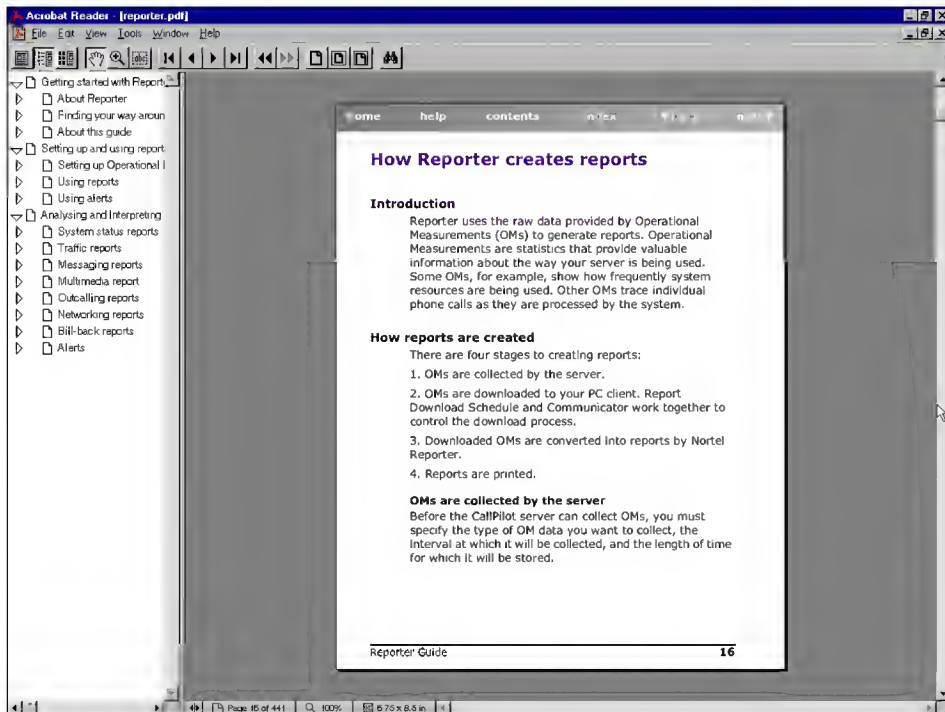 Acrobat Reader - [reporter.pdf]
File Edit View Tools Window Help
Getting started with Report
About Reporter
Finding your way aroun
About this guide
Setting up and using report
Setting up Operational
Using reports
Using alerts
Analysing and Interpreting
System status reports
Traffic reports
Messaging reports
Multimedia report
Outcalling reports
Networking reports
Bill-back reports
Alerts
ome help contents index
How Reporter creates reports
Introduction
Reporter uses the raw data provided by Operational
Measurements (OMs) to generate reports. Operational
Measurements are statistics that provide valuable
information about the way your server is being used.
Some OMs, for example, show how frequently system
resources are being used. Other OMs trace individual
phone calls as they are processed by the system.
How reports are created
There are four stages to creating reports:
1. OMs are collected by the server.
2. OMs are downloaded to your PC client. Report
Download Schedule and Communicator work together to
control the download process.
3. Downloaded OMs are converted into reports by Nortel
Reporter.
4. Reports are printed.
OMs are collected by the server
Before the CallPilot server can collect OMs, you must
specify the type of OM data you want to collect, the
interval at which it will be collected, and the length of time
for which it will be stored.
Reporter Guide 16
Page 16 of 441 100% 6.75 x 8.5 in